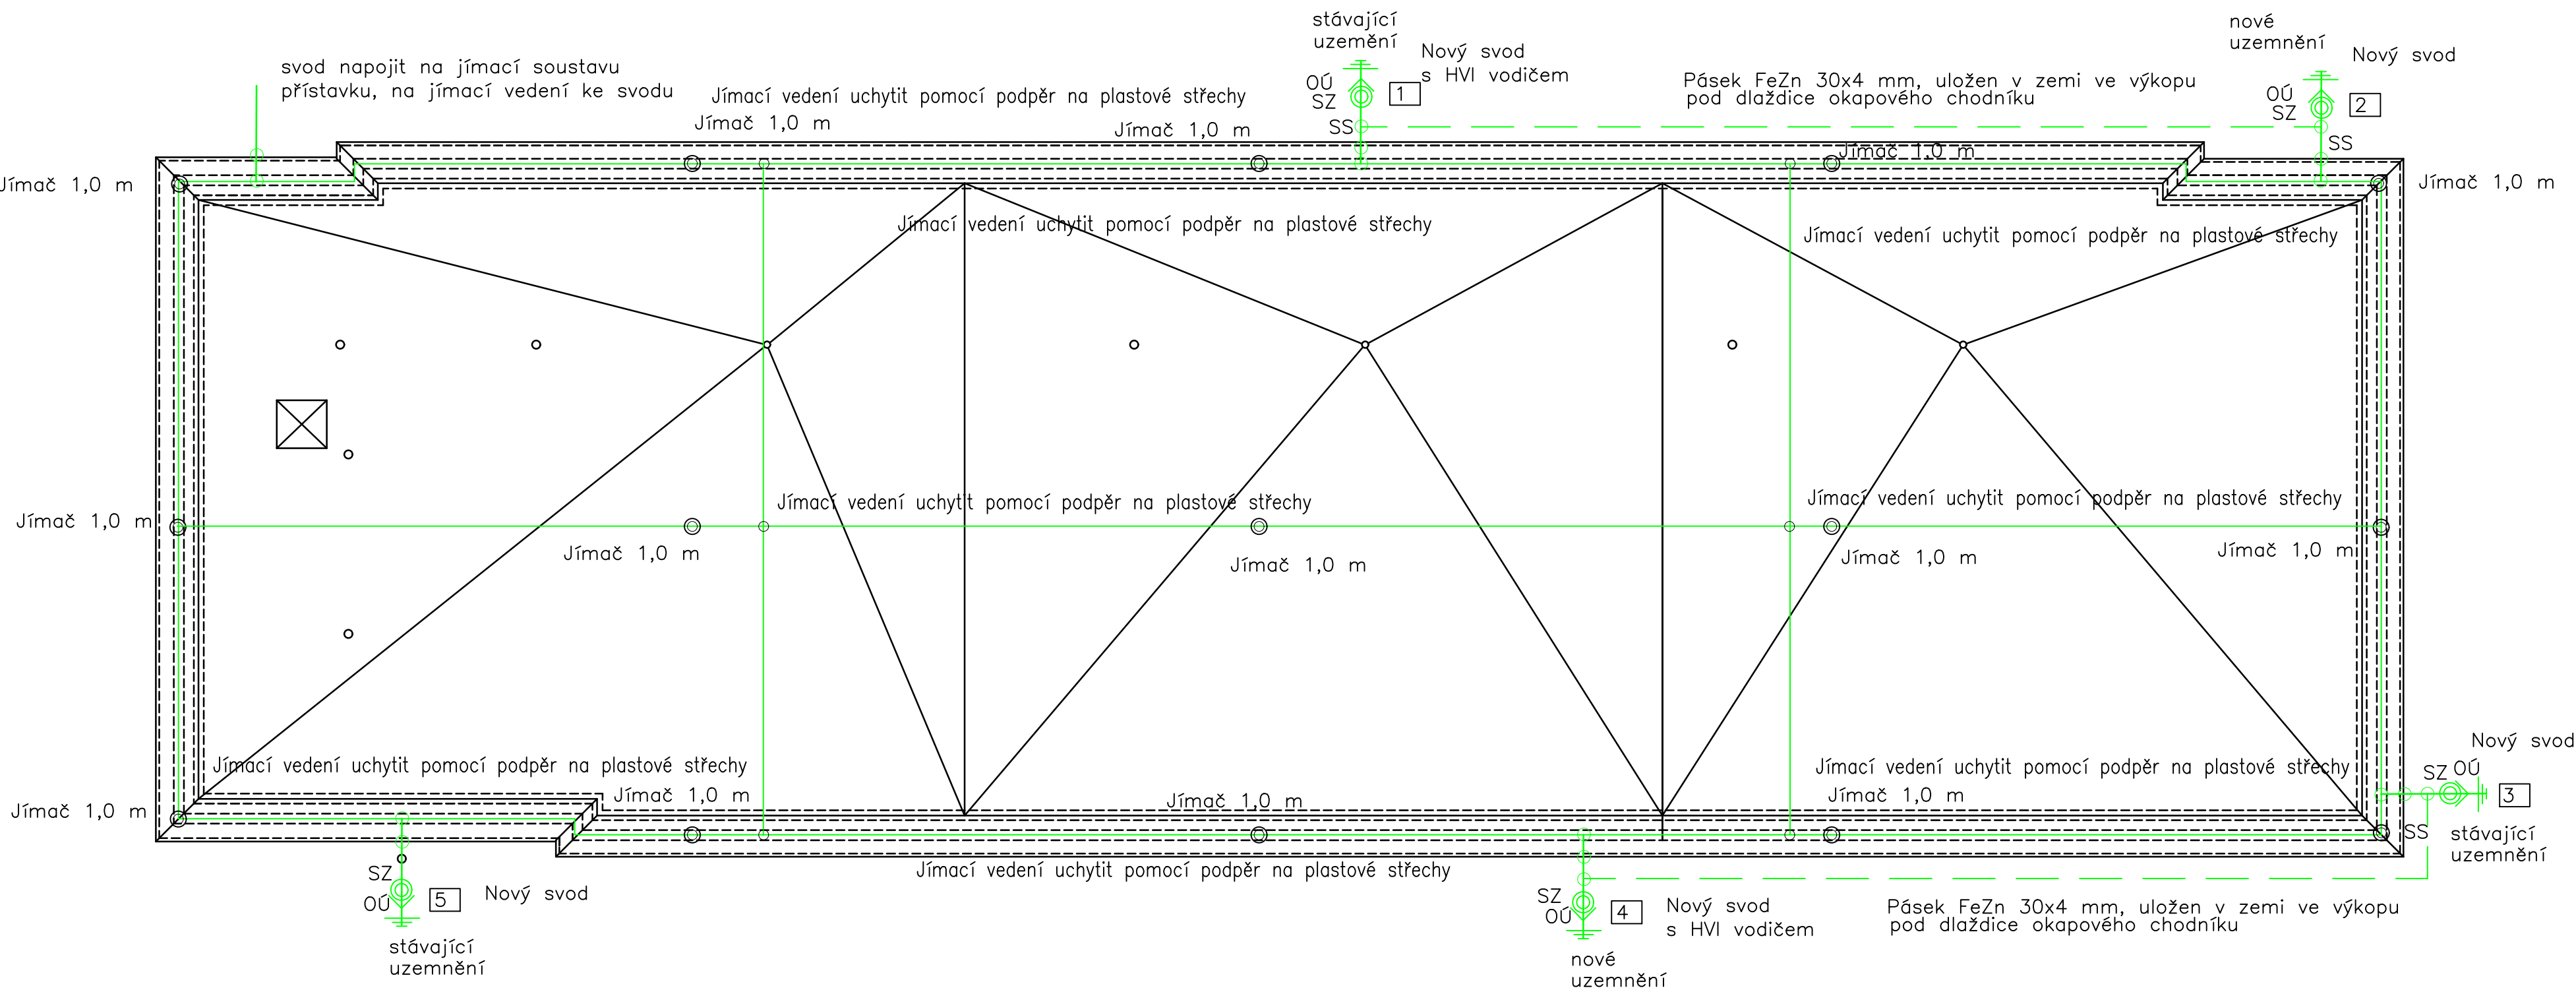 stávající
uzemění
Nový svod
s HVI vodičem
OÚ
SZ
1
SS
nové
uzemnění
Nový svod
OÚ
SZ
2
SS
svod napojit na jímací soustavu
přístavku, na jímací vedení ke svodu
Jímací vedení uchytit pomocí podpěr na plastové střechy
Pásek FeZn 30x4 mm, uložen v zemi ve výkopu
pod dlaždice okapového chodníku
Jímač 1,0 m
Jímač 1,0 m
Jímač 1,0 m
Jímač 1,0 m
Jímač 1,0 m
Jímací vedení uchytit pomocí podpěr na plastové střechy
Jímací vedení uchytit pomocí podpěr na plastové střechy
Jímací vedení uchytit pomocí podpěr na plastové střechy
Jímací vedení uchytit pomocí podpěr na plastové střechy
Jímač 1,0 m
Jímač 1,0 m
Jímač 1,0 m
Jímač 1,0 m
Jímač 1,0 m
Jímací vedení uchytit pomocí podpěr na plastové střechy
Jímací vedení uchytit pomocí podpěr na plastové střechy
Jímač 1,0 m
Jímač 1,0 m
Jímač 1,0 m
Jímač 1,0 m
Nový svod
SZ
OÚ
3
SS
stávající
uzemnění
Jímací vedení uchytit pomocí podpěr na plastové střechy
SZ
OÚ
5
Nový svod
stávající
uzemnění
SZ
OÚ
4
Nový svod
s HVI vodičem
nové
uzemnění
Pásek FeZn 30x4 mm, uložen v zemi ve výkopu
pod dlaždice okapového chodníku